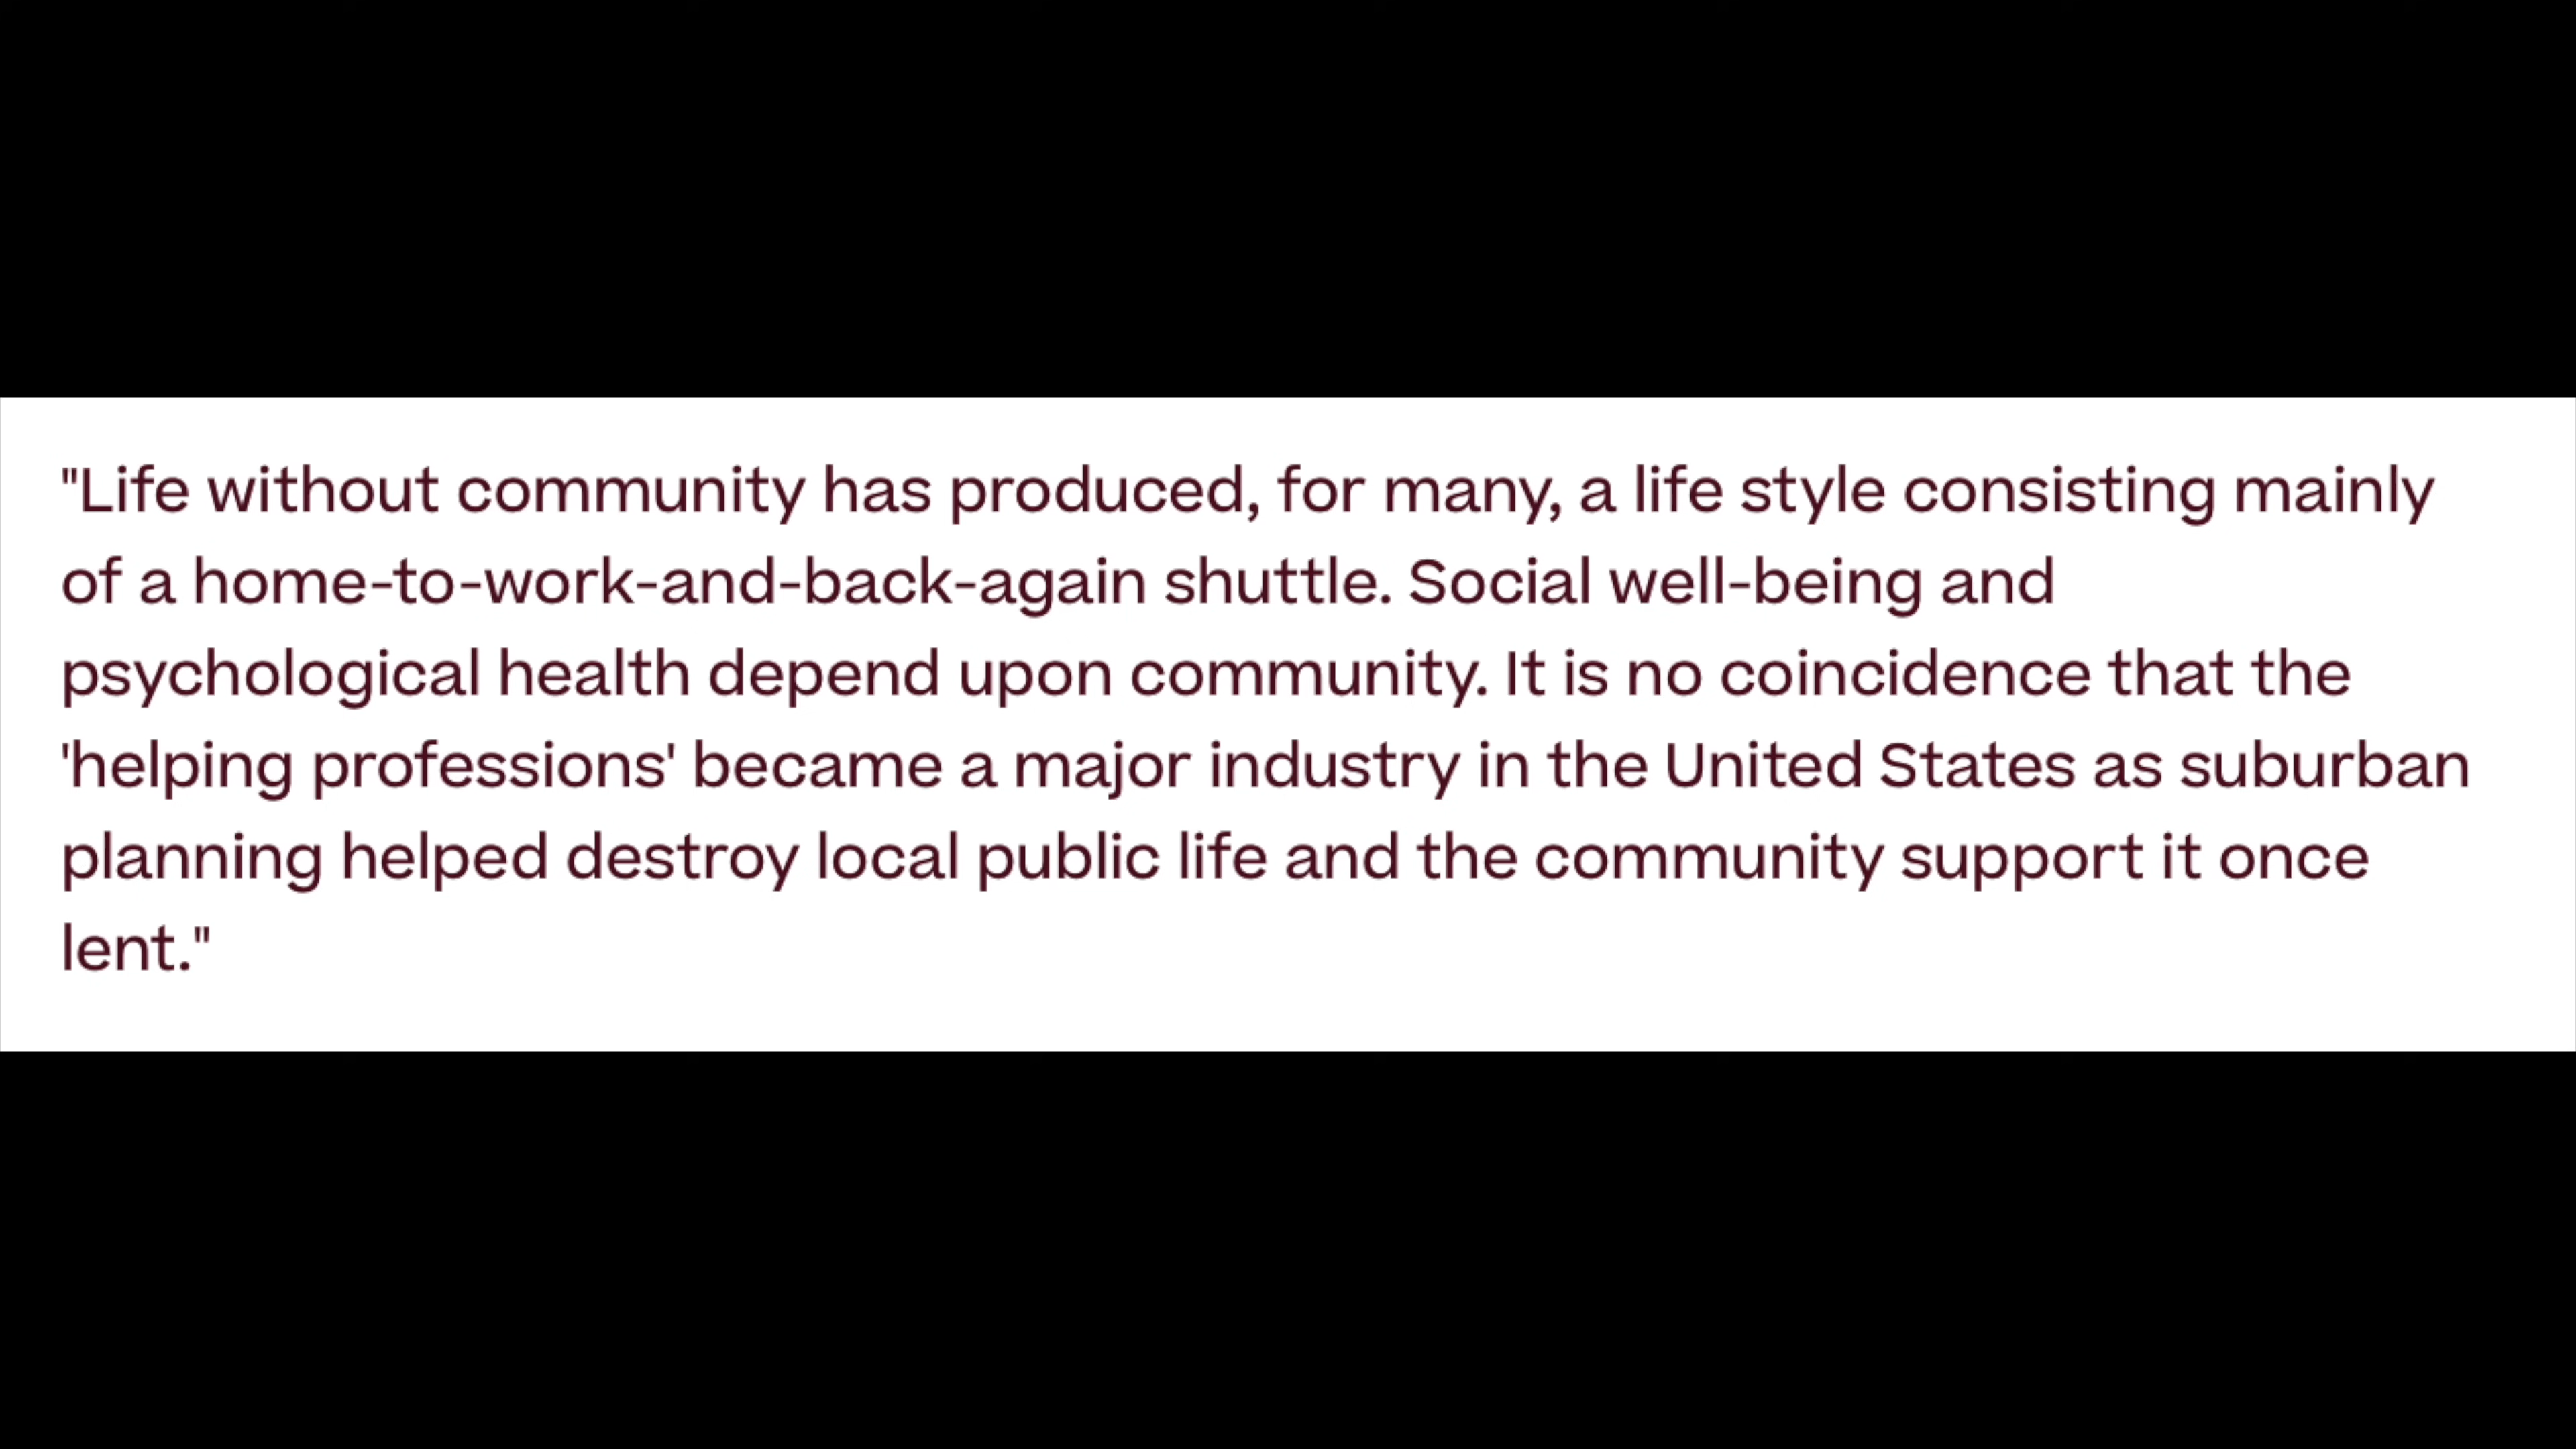 "Life without community has produced, for many, a life style consisting mainly
of a home-to-work-and-back-again shuttle. Social well-being and
psychological health depend upon community. It is no coincidence that the
'helping professions' became a major industry in the United States as suburban
planning helped destroy local public life and the community support it once
lent."